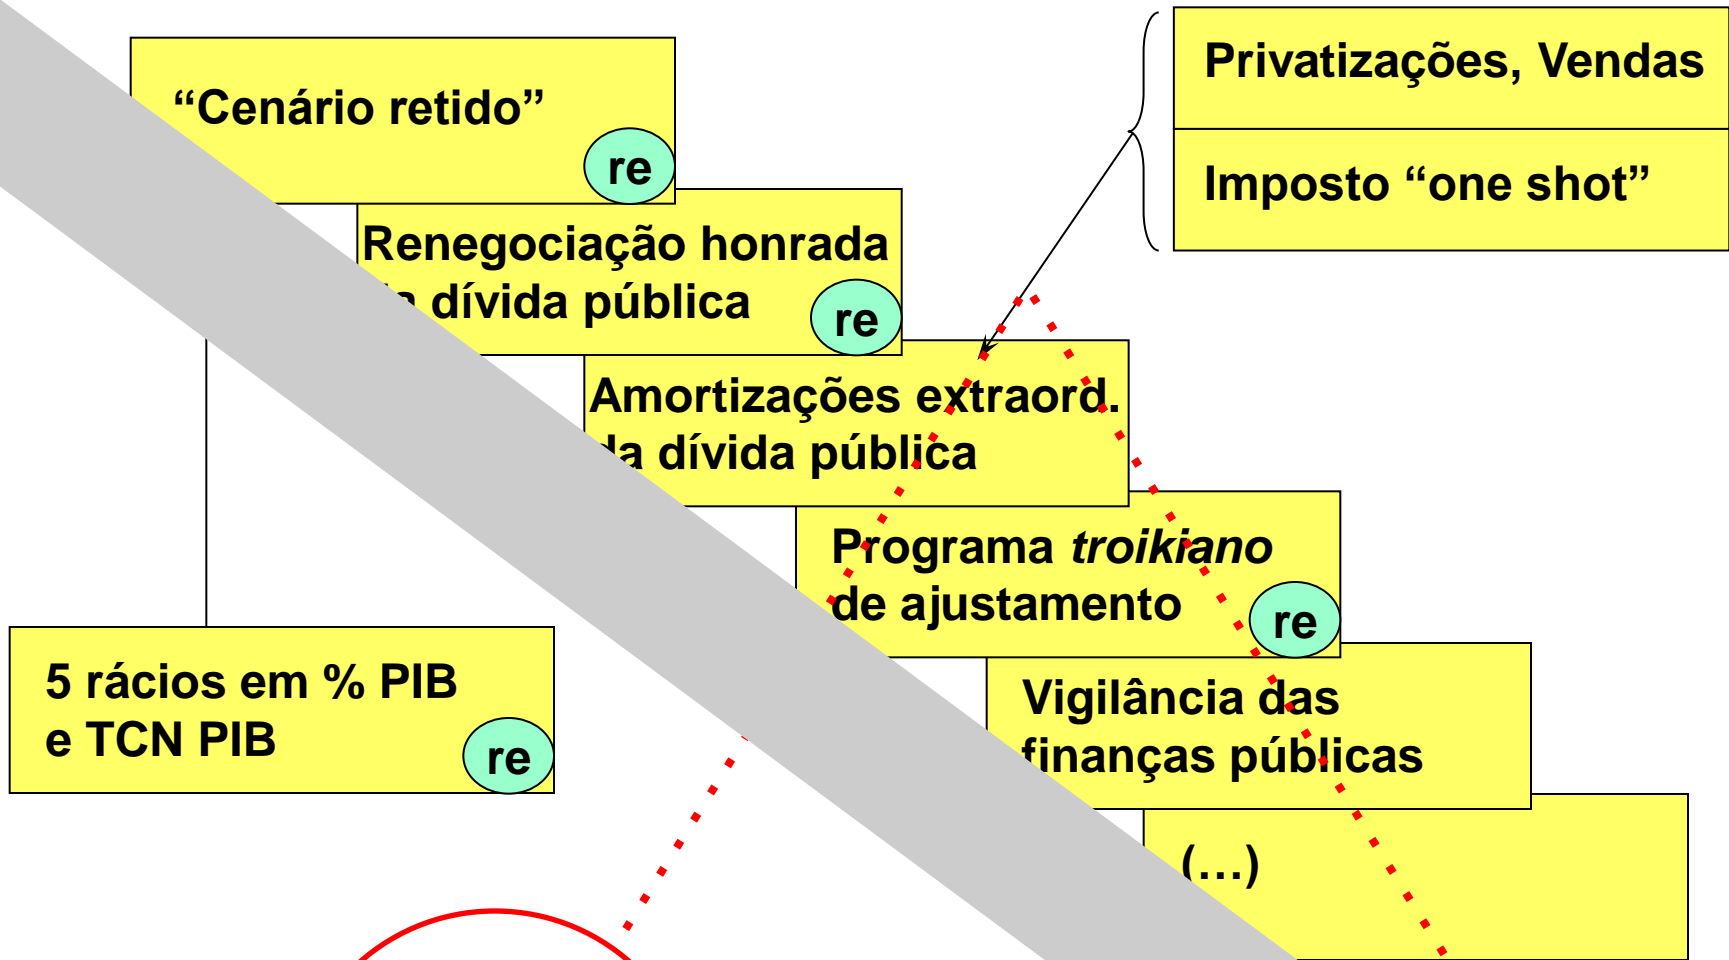 “Cenário retido”
re
Privatizações, Vendas
Imposto “one shot”
Renegociação honrada
dívida pública
re
Amortizações extraord.
da dívida pública
Programa troikiano
de ajustamento
re
Vigilância das
finanças públicas
(…)
5 rácios em % PIB
e TCN PIB
re